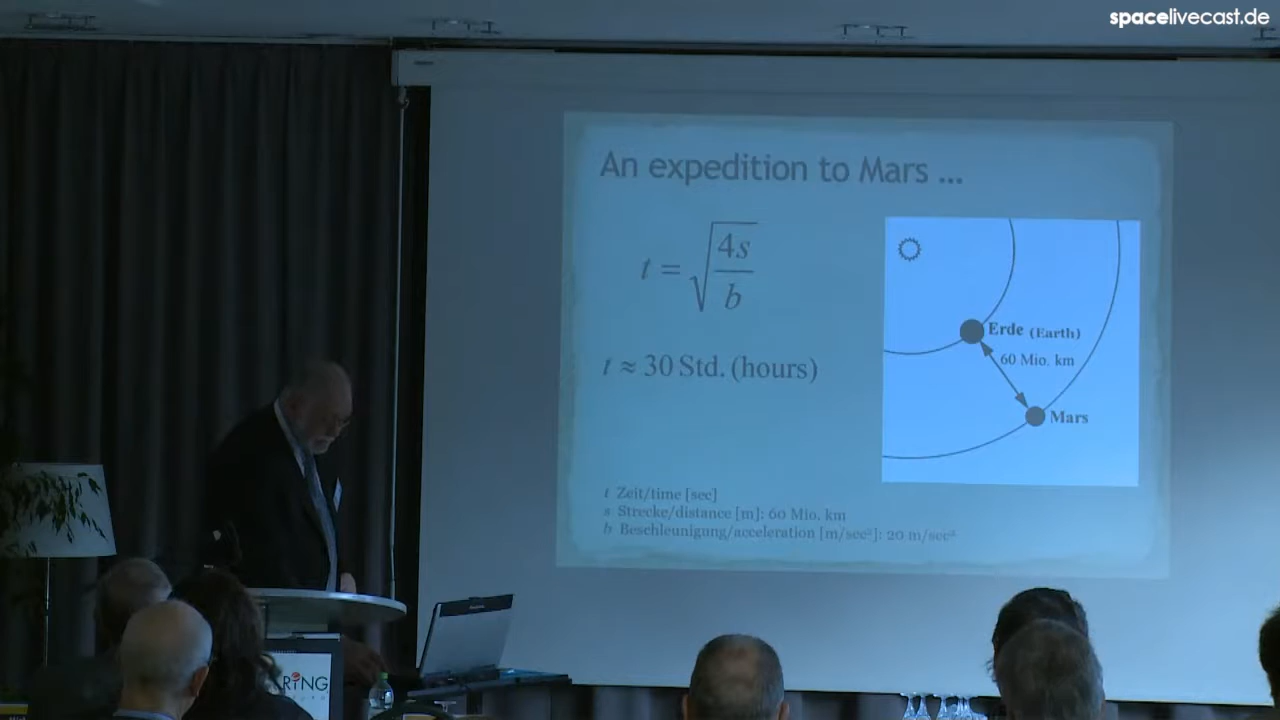 spacelivecast.de
An expedition to Mars ...
t = √(4s/b)
t ≈ 30 Std. (hours)
Erde (Earth)
60 Mio. km
Mars
t Zeit/time [sec]
s Strecke/distance [m]: 60 Mio. km
b Beschleunigung/acceleration [m/sec²]: 20 m/sec²
RING